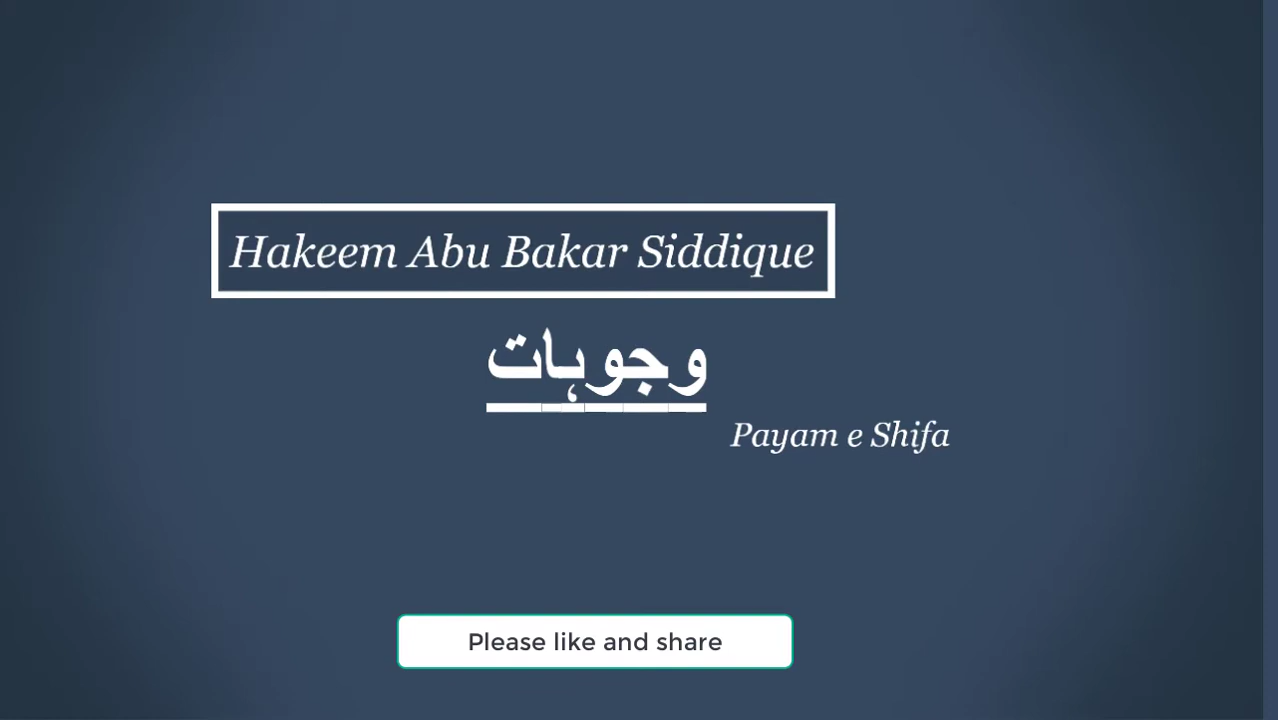 Hakeem Abu Bakar Siddique
وجوہات
Payam e Shifa
Please like and share